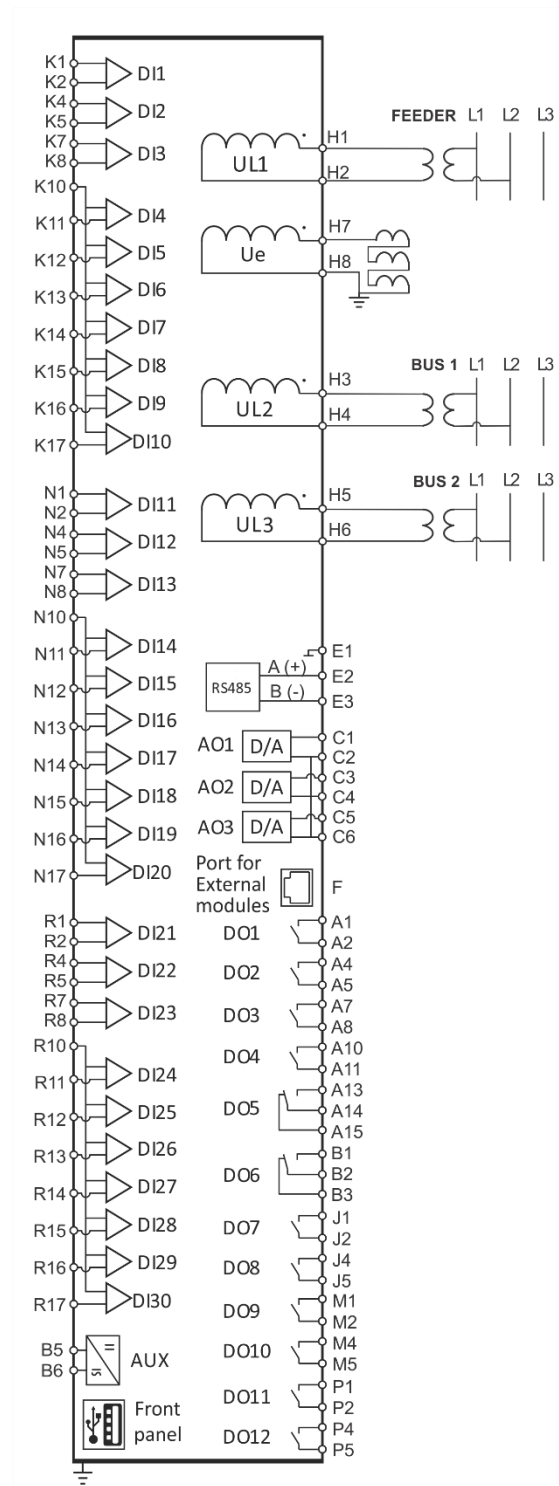 K1
K2
DI1
K4
K5
DI2
K7
K8
DI3
K10
K11
DI4
K12
DI5
K13
DI6
K14
DI7
K15
DI8
K16
DI9
K17
DI10
N1
N2
DI11
N4
N5
DI12
N7
N8
DI13
N10
N11
DI14
N12
DI15
N13
DI16
N14
DI17
N15
DI18
N16
DI19
N17
DI20
R1
R2
DI21
R4
R5
DI22
R7
R8
DI23
R10
R11
DI24
R12
DI25
R13
DI26
R14
DI27
R15
DI28
R16
DI29
R17
DI30
B5
B6
AUX
Front
panel
FEEDER L1 L2 L3
UL1
H1
H2
Ue
H7
H8
BUS 1 L1 L2 L3
UL2
H3
H4
BUS 2 L1 L2 L3
UL3
H5
H6
RS485
A (+)
B (-)
E1
E2
E3
AO1 D/A
C1
C2
AO2 D/A
C3
C4
AO3 D/A
C5
C6
Port for
External
modules
F
DO1
A1
A2
DO2
A4
A5
DO3
A7
A8
DO4
A10
A11
DO5
A13
A14
A15
DO6
B1
B2
B3
DO7
J1
J2
DO8
J4
J5
DO9
M1
M2
DO10
M4
M5
DO11
P1
P2
DO12
P4
P5